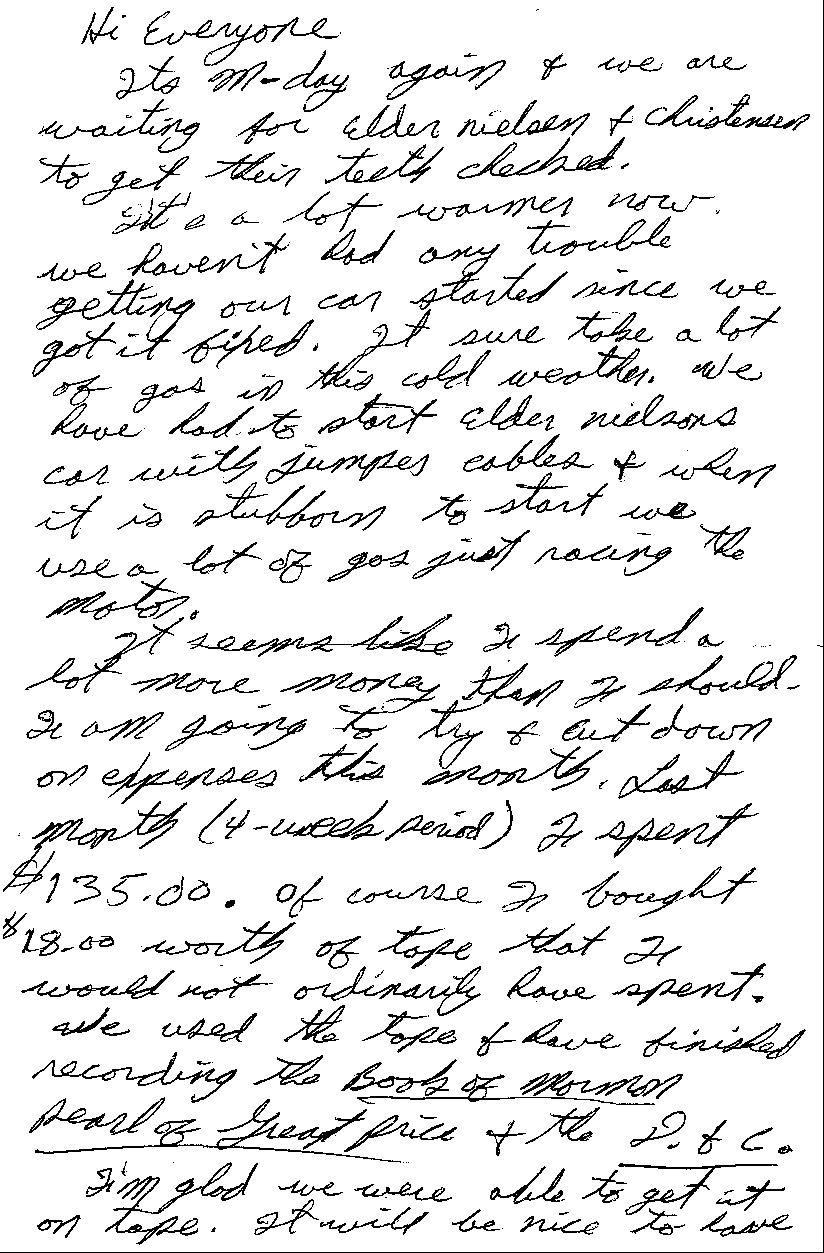 Hi Everyone
Its M-day again & we are
waiting for Elder Nielsen & Christensen
to get their teeth checked.
It's a lot warmer now.
we haven't had any trouble
getting our car started since we
got it fixed. It sure take a lot
of gas in this cold weather. We
have had to start Elder Nielsons
car with jumper cables & when
it is stubborn to start we
use a lot of gas just racing the
motor.
It seems like I spend a
lot more money than I should.
I am going to try & cut down
on expenses this month. Last
month (4-week period) I spent
$135.00. Of course I bought
$18.00 worth of tape that I
would not ordinarily have spent.
We used the tape & have finished
recording the Book of Mormon
Pearl of Great Price & the D. & C.
I'm glad we were able to get it
on tape. It will be nice to have